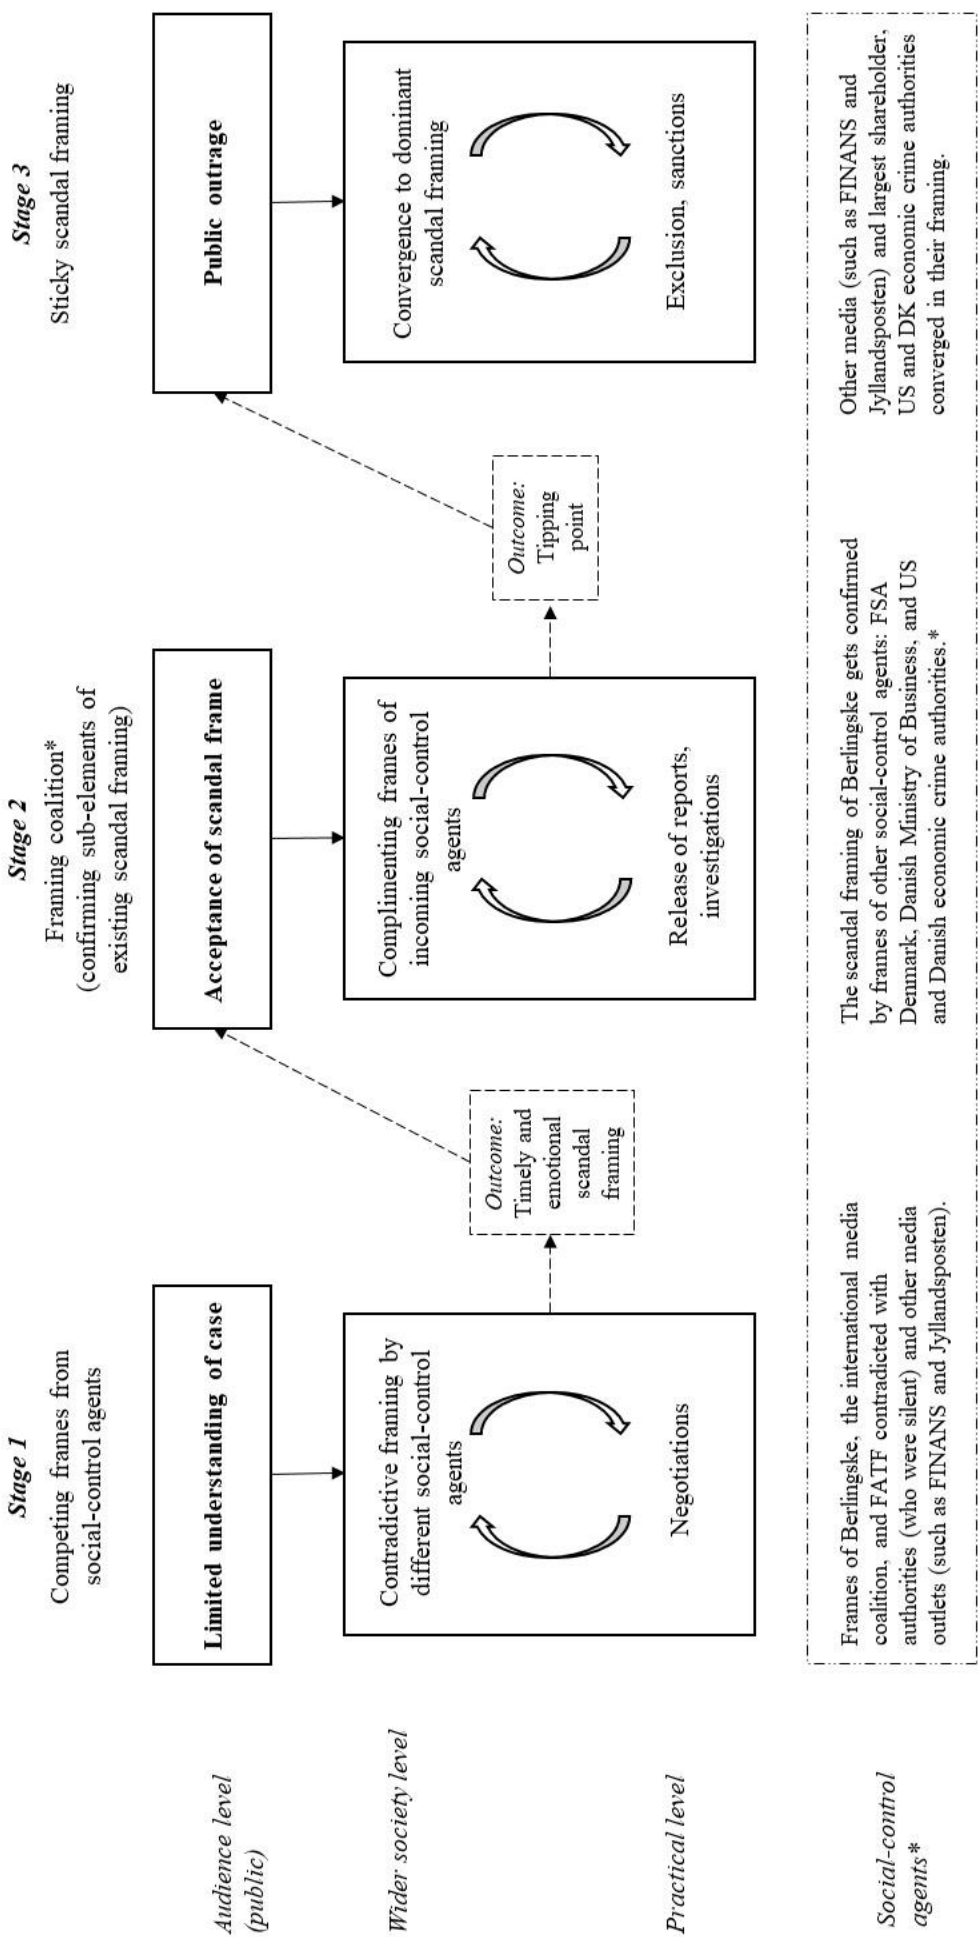 Stage 1
Competing frames from
social-control agents
Stage 2
Framing coalition*
(confirming sub-elements of
existing scandal framing)
Stage 3
Sticky scandal framing
Audience level
(public)
Limited understanding of case
Acceptance of scandal frame
Public outrage
Wider society level
Contradictive framing by
different social-control
agents
Complimenting frames of
incoming social-control
agents
Convergence to dominant
scandal framing
Outcome:
Timely and
emotional
scandal
framing
Outcome:
Tipping
point
Practical level
Negotiations
Release of reports,
investigations
Exclusion, sanctions
Social-control
agents*
Frames of Berlingske, the international media
coalition, and FATF contradicted with
authorities (who were silent) and other media
outlets (such as FINANS and Jyllandsposten).
The scandal framing of Berlingske gets confirmed
by frames of other social-control agents: FSA
Denmark, Danish Ministry of Business, and US
and Danish economic crime authorities.*
Other media (such as FINANS and
Jyllandsposten) and largest shareholder,
US and DK economic crime authorities
converged in their framing.